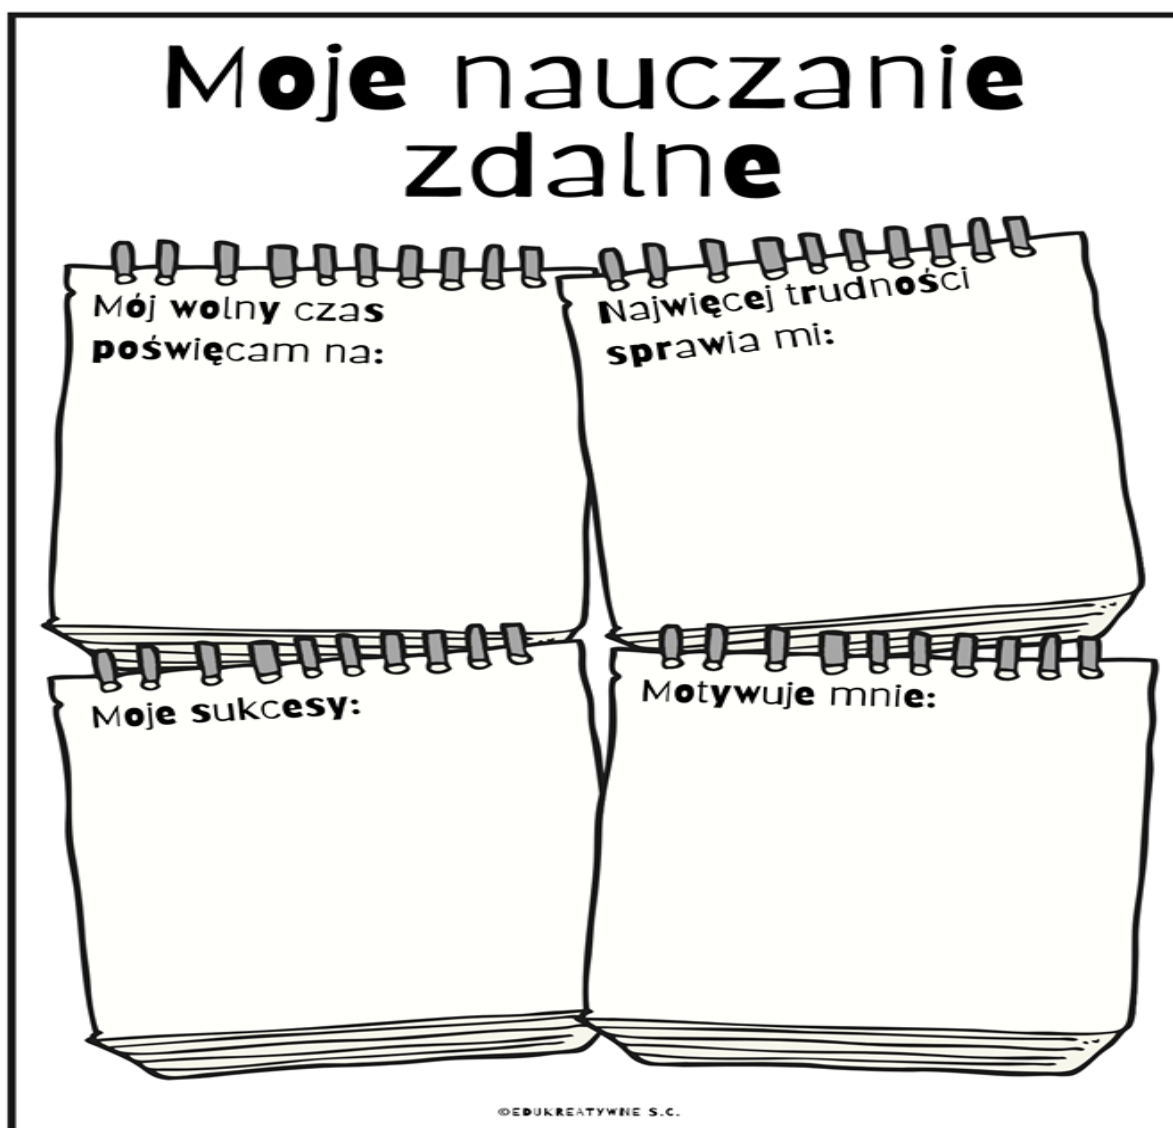 Moje nauczanie
zdalne
Mój wolny czas
poświęcam na:
Najwięcej trudności
sprawia mi:
Moje sukcesy:
Motywuje mnie:
©EDUKREATYWNE S.C.